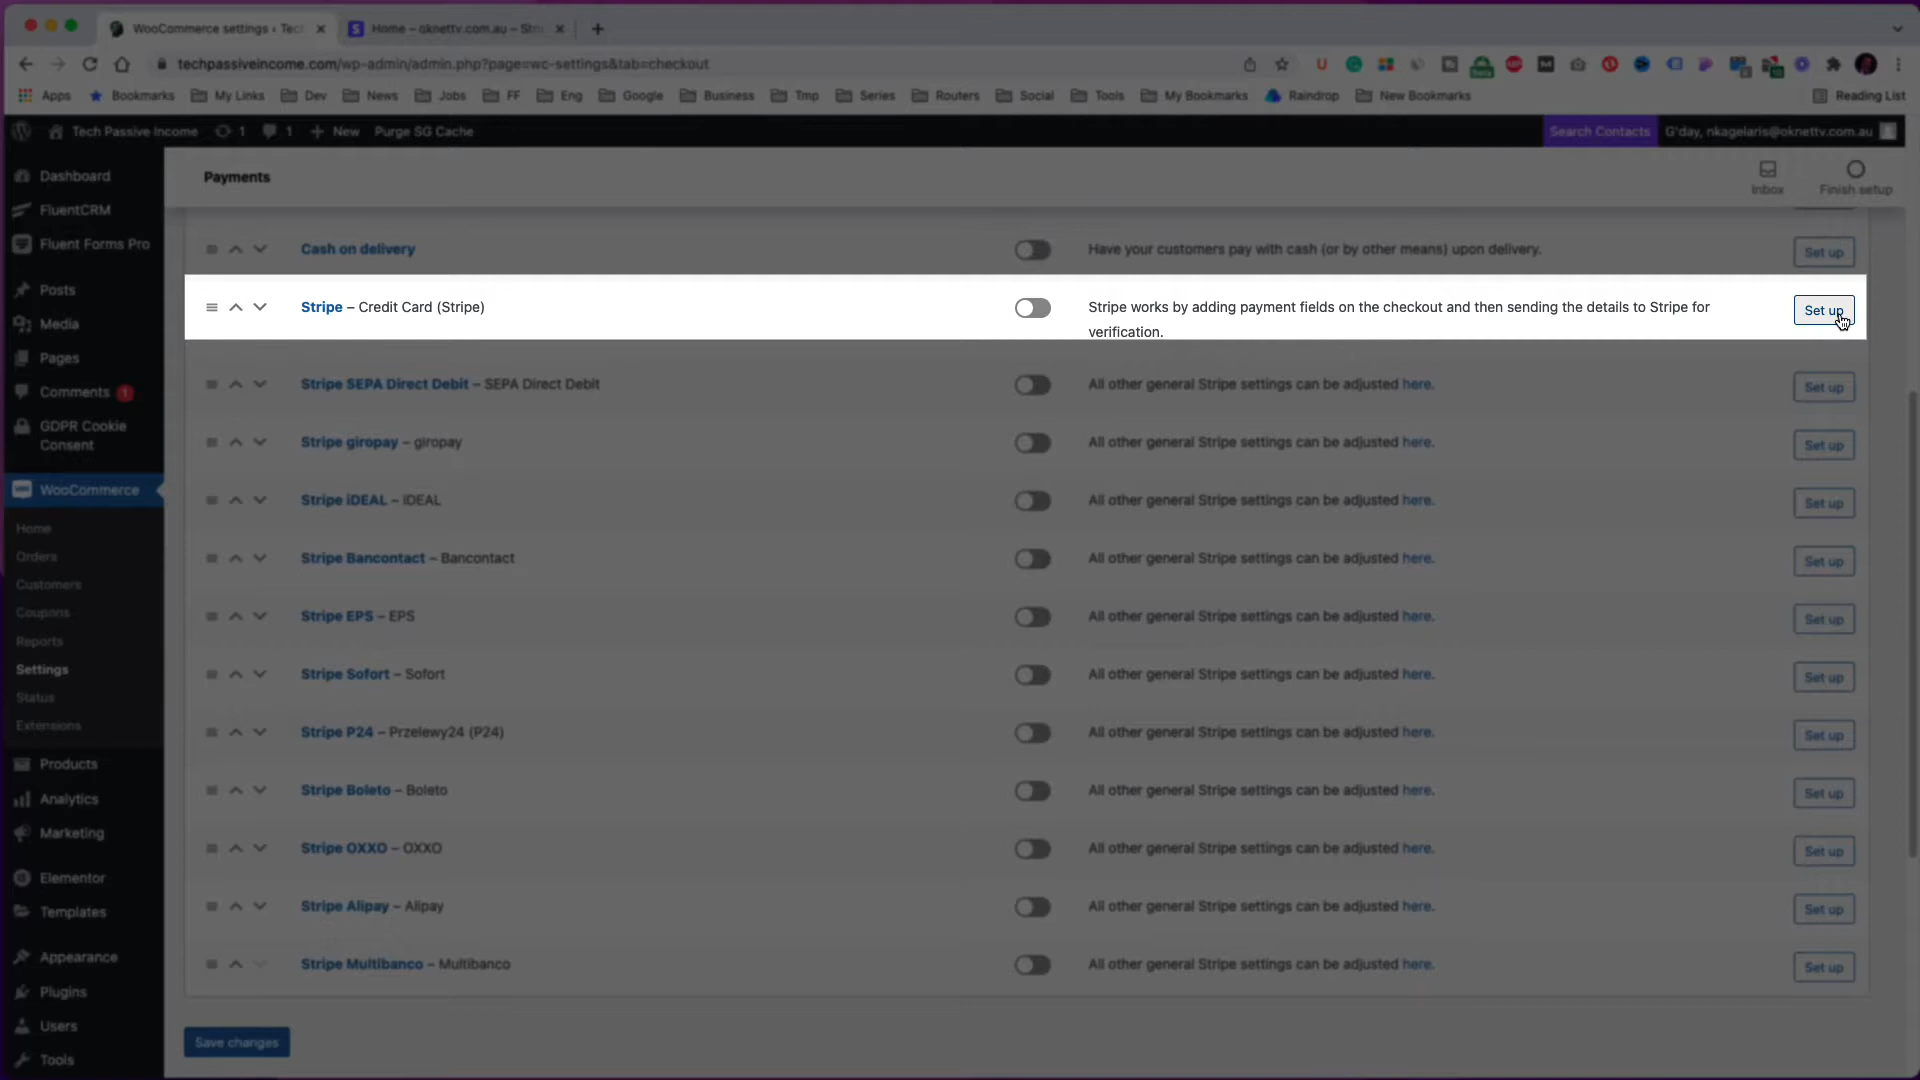 WooCommerce settings ‹ Tec
Home – oknettv.com.au – Str
techpassiveincome.com/wp-admin/admin.php?page=wc-settings&tab=checkout
Apps Bookmarks My Links Dev News Jobs FF Eng Google Business Tmp Series Routers Social Tools My Bookmarks Raindrop New Bookmarks Reading List
Tech Passive Income 1 1 New Purge SG Cache Search Contacts G'day, nkagelaris@oknettv.com.au
Payments
Inbox
Finish setup
Dashboard
FluentCRM
Fluent Forms Pro
Posts
Media
Pages
Comments 1
GDPR Cookie
Consent
WooCommerce
Home
Orders
Customers
Coupons
Reports
Settings
Status
Extensions
Products
Analytics
Marketing
Elementor
Templates
Appearance
Plugins
Users
Tools
Cash on delivery Have your customers pay with cash (or by other means) upon delivery. Set up
Stripe – Credit Card (Stripe) Stripe works by adding payment fields on the checkout and then sending the details to Stripe for Set up
verification.
Stripe SEPA Direct Debit – SEPA Direct Debit All other general Stripe settings can be adjusted here. Set up
Stripe giropay – giropay All other general Stripe settings can be adjusted here. Set up
Stripe iDEAL – iDEAL All other general Stripe settings can be adjusted here. Set up
Stripe Bancontact – Bancontact All other general Stripe settings can be adjusted here. Set up
Stripe EPS – EPS All other general Stripe settings can be adjusted here. Set up
Stripe Sofort – Sofort All other general Stripe settings can be adjusted here. Set up
Stripe P24 – Przelewy24 (P24) All other general Stripe settings can be adjusted here. Set up
Stripe Boleto – Boleto All other general Stripe settings can be adjusted here. Set up
Stripe OXXO – OXXO All other general Stripe settings can be adjusted here. Set up
Stripe Alipay – Alipay All other general Stripe settings can be adjusted here. Set up
Stripe Multibanco – Multibanco All other general Stripe settings can be adjusted here. Set up
Save changes